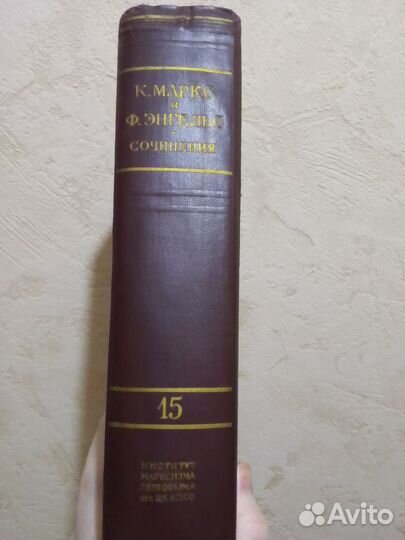 К. МАРКС
И
Ф. ЭНГЕЛЬС
СОЧИНЕНИЯ
15
ИНСТИТУТ
МАРКСИЗМА
ЛЕНИНИЗМА
ПРИ ЦК КПСС
Avito